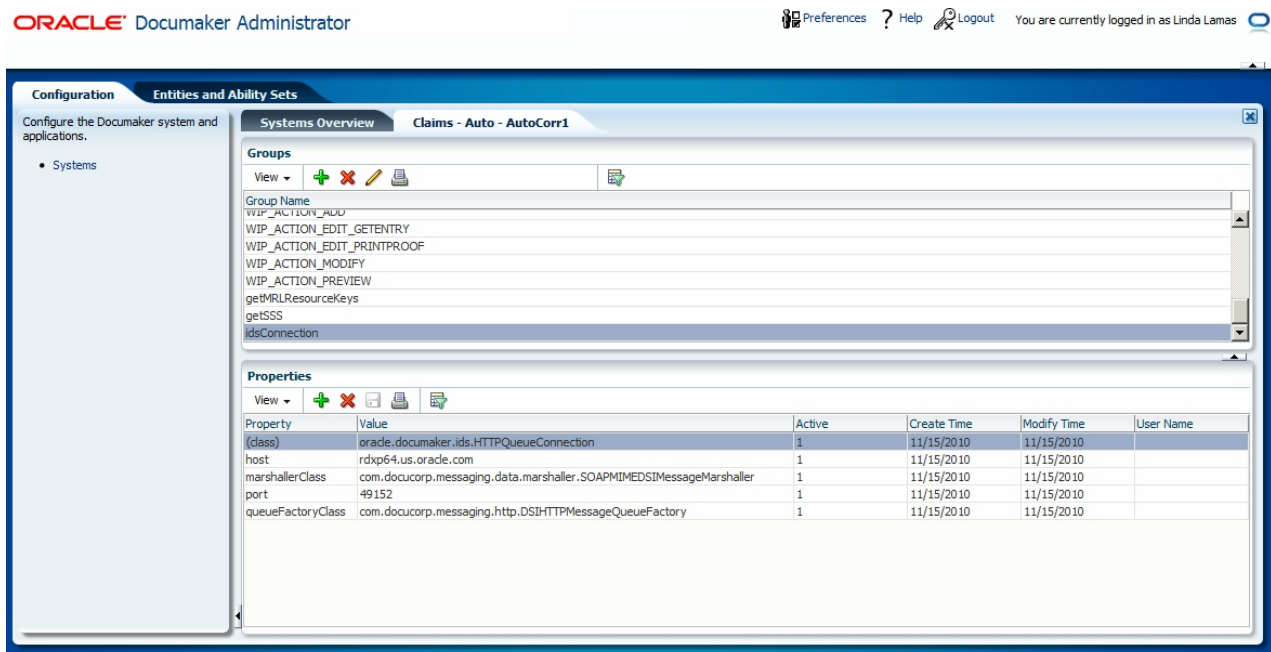 ORACLE Documaker Administrator
Preferences ? Help Logout You are currently logged in as Linda Lamas
Configuration Entities and Ability Sets
Configure the Documaker system and
applications.
Systems
Systems Overview Claims - Auto - AutoCorr1
Groups
View
Group Name
WIP_ACTION_ADD
WIP_ACTION_EDIT_GETENTRY
WIP_ACTION_EDIT_PRINTPROOF
WIP_ACTION_MODIFY
WIP_ACTION_PREVIEW
getMRLResourceKeys
getSSS
idsConnection
Properties
View
Property Value Active Create Time Modify Time User Name
(class) oracle.documaker.ids.HTTPQueueConnection 1 11/15/2010 11/15/2010
host rdxp64.us.oracle.com 1 11/15/2010 11/15/2010
marshallerClass com.docucorp.messaging.data.marshaller.SOAPMIMEDSIMessageMarshaller 1 11/15/2010 11/15/2010
port 49152 1 11/15/2010 11/15/2010
queueFactoryClass com.docucorp.messaging.http.DSIHTTPMessageQueueFactory 1 11/15/2010 11/15/2010